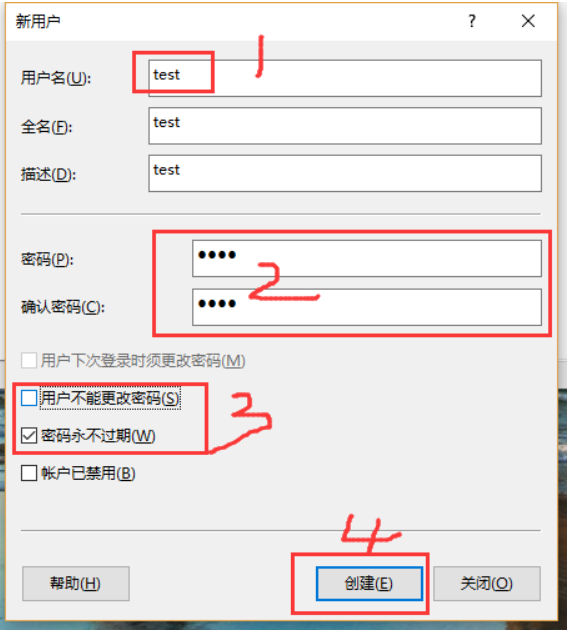 新用户 ?
用户名(U): test 1
全名(F): test
描述(D): test
密码(P): ●●●●
2
确认密码(C): ●●●●
用户下次登录时须更改密码(M)
用户不能更改密码(S) 3
密码永不过期(W)
帐户已禁用(B)
4
帮助(H) 创建(E) 关闭(O)